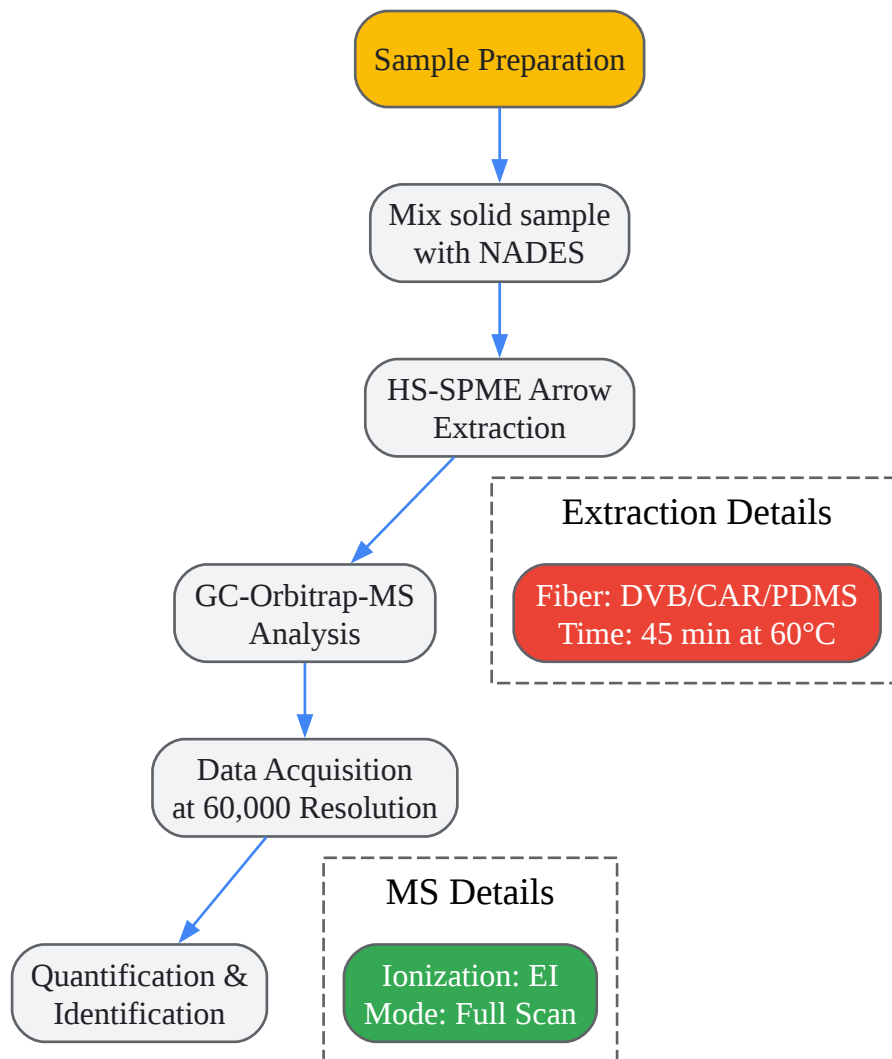 Sample Preparation
Mix solid sample
with NADES
HS-SPME Arrow
Extraction
Extraction Details
Fiber: DVB/CAR/PDMS
Time: 45 min at 60°C
GC-Orbitrap-MS
Analysis
Data Acquisition
at 60,000 Resolution
MS Details
Ionization: EI
Mode: Full Scan
Quantification &
Identification